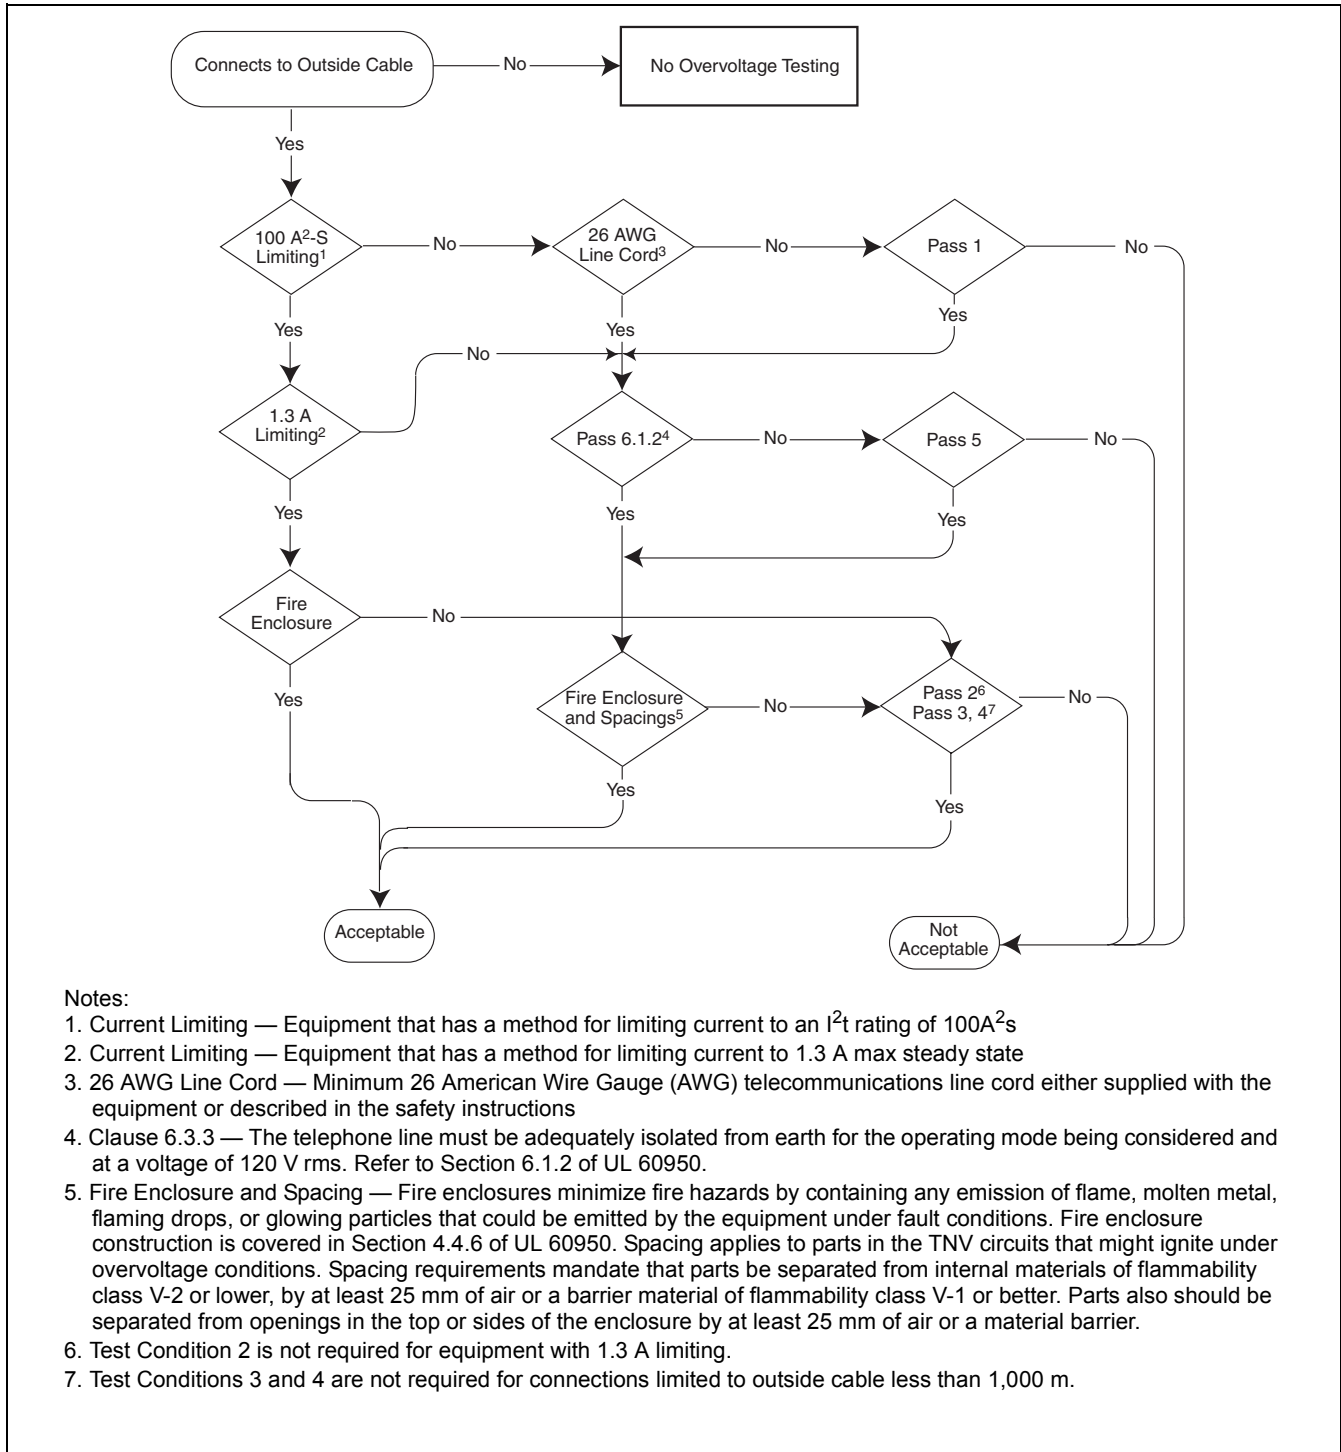 Connects to Outside Cable
No
No Overvoltage Testing
Yes
100 A²-S
Limiting¹
No
26 AWG
Line Cord³
No
Pass 1
No
Yes
Yes
Yes
No
1.3 A
Limiting²
Pass 6.1.2⁴
No
Pass 5
No
Yes
Yes
Yes
Fire
Enclosure
No
Yes
Fire Enclosure
and Spacings⁵
No
Pass 2⁶
Pass 3, 4⁷
No
Yes
Yes
Acceptable
Not
Acceptable
Notes:
1. Current Limiting — Equipment that has a method for limiting current to an I²t rating of 100A²s
2. Current Limiting — Equipment that has a method for limiting current to 1.3 A max steady state
3. 26 AWG Line Cord — Minimum 26 American Wire Gauge (AWG) telecommunications line cord either supplied with the
equipment or described in the safety instructions
4. Clause 6.3.3 — The telephone line must be adequately isolated from earth for the operating mode being considered and
at a voltage of 120 V rms. Refer to Section 6.1.2 of UL 60950.
5. Fire Enclosure and Spacing — Fire enclosures minimize fire hazards by containing any emission of flame, molten metal,
flaming drops, or glowing particles that could be emitted by the equipment under fault conditions. Fire enclosure
construction is covered in Section 4.4.6 of UL 60950. Spacing applies to parts in the TNV circuits that might ignite under
overvoltage conditions. Spacing requirements mandate that parts be separated from internal materials of flammability
class V-2 or lower, by at least 25 mm of air or a barrier material of flammability class V-1 or better. Parts also should be
separated from openings in the top or sides of the enclosure by at least 25 mm of air or a material barrier.
6. Test Condition 2 is not required for equipment with 1.3 A limiting.
7. Test Conditions 3 and 4 are not required for connections limited to outside cable less than 1,000 m.